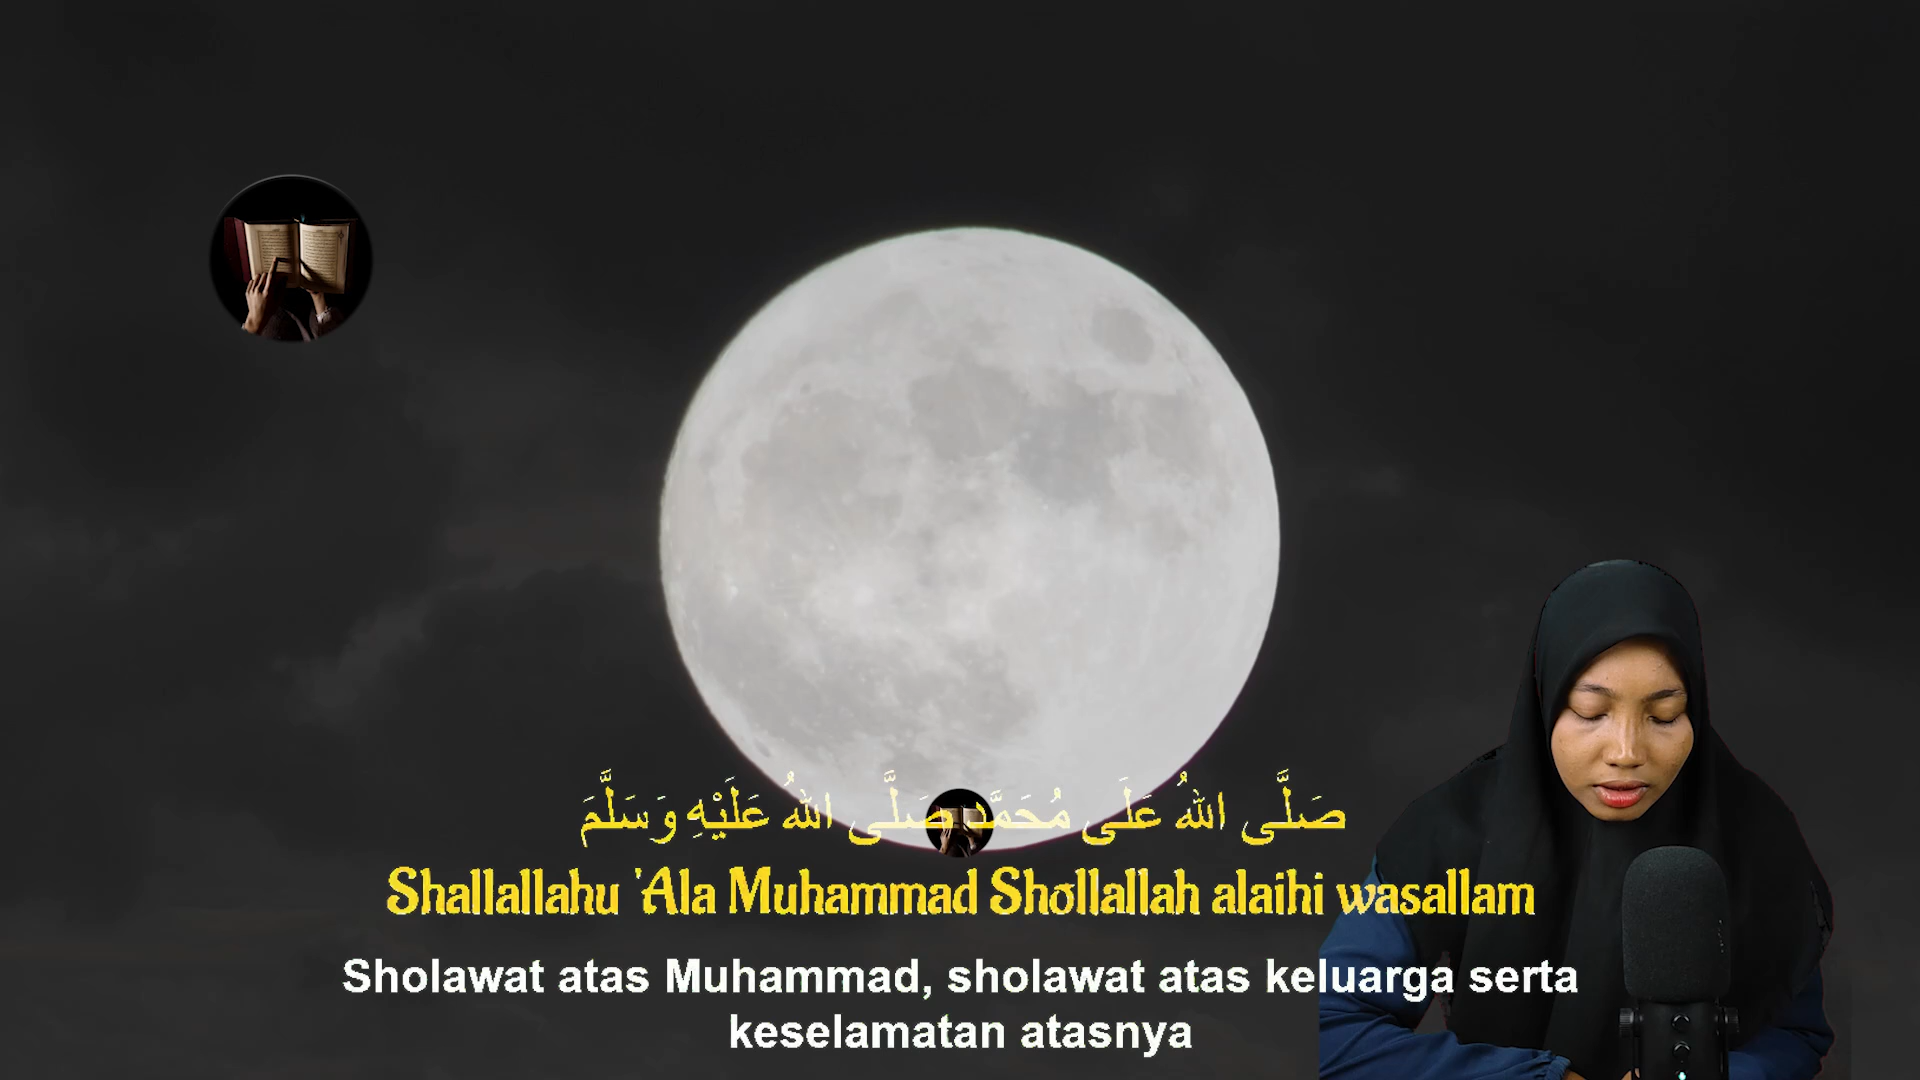 صَلَّى اللهُ عَلَى مُحَمَّد صَلَّى اللهُ عَلَيْهِ وَسَلَّمَ
Shallallahu 'Ala Muhammad Shollallah alaihi wasallam
Sholawat atas Muhammad, sholawat atas keluarga serta
keselamatan atasnya